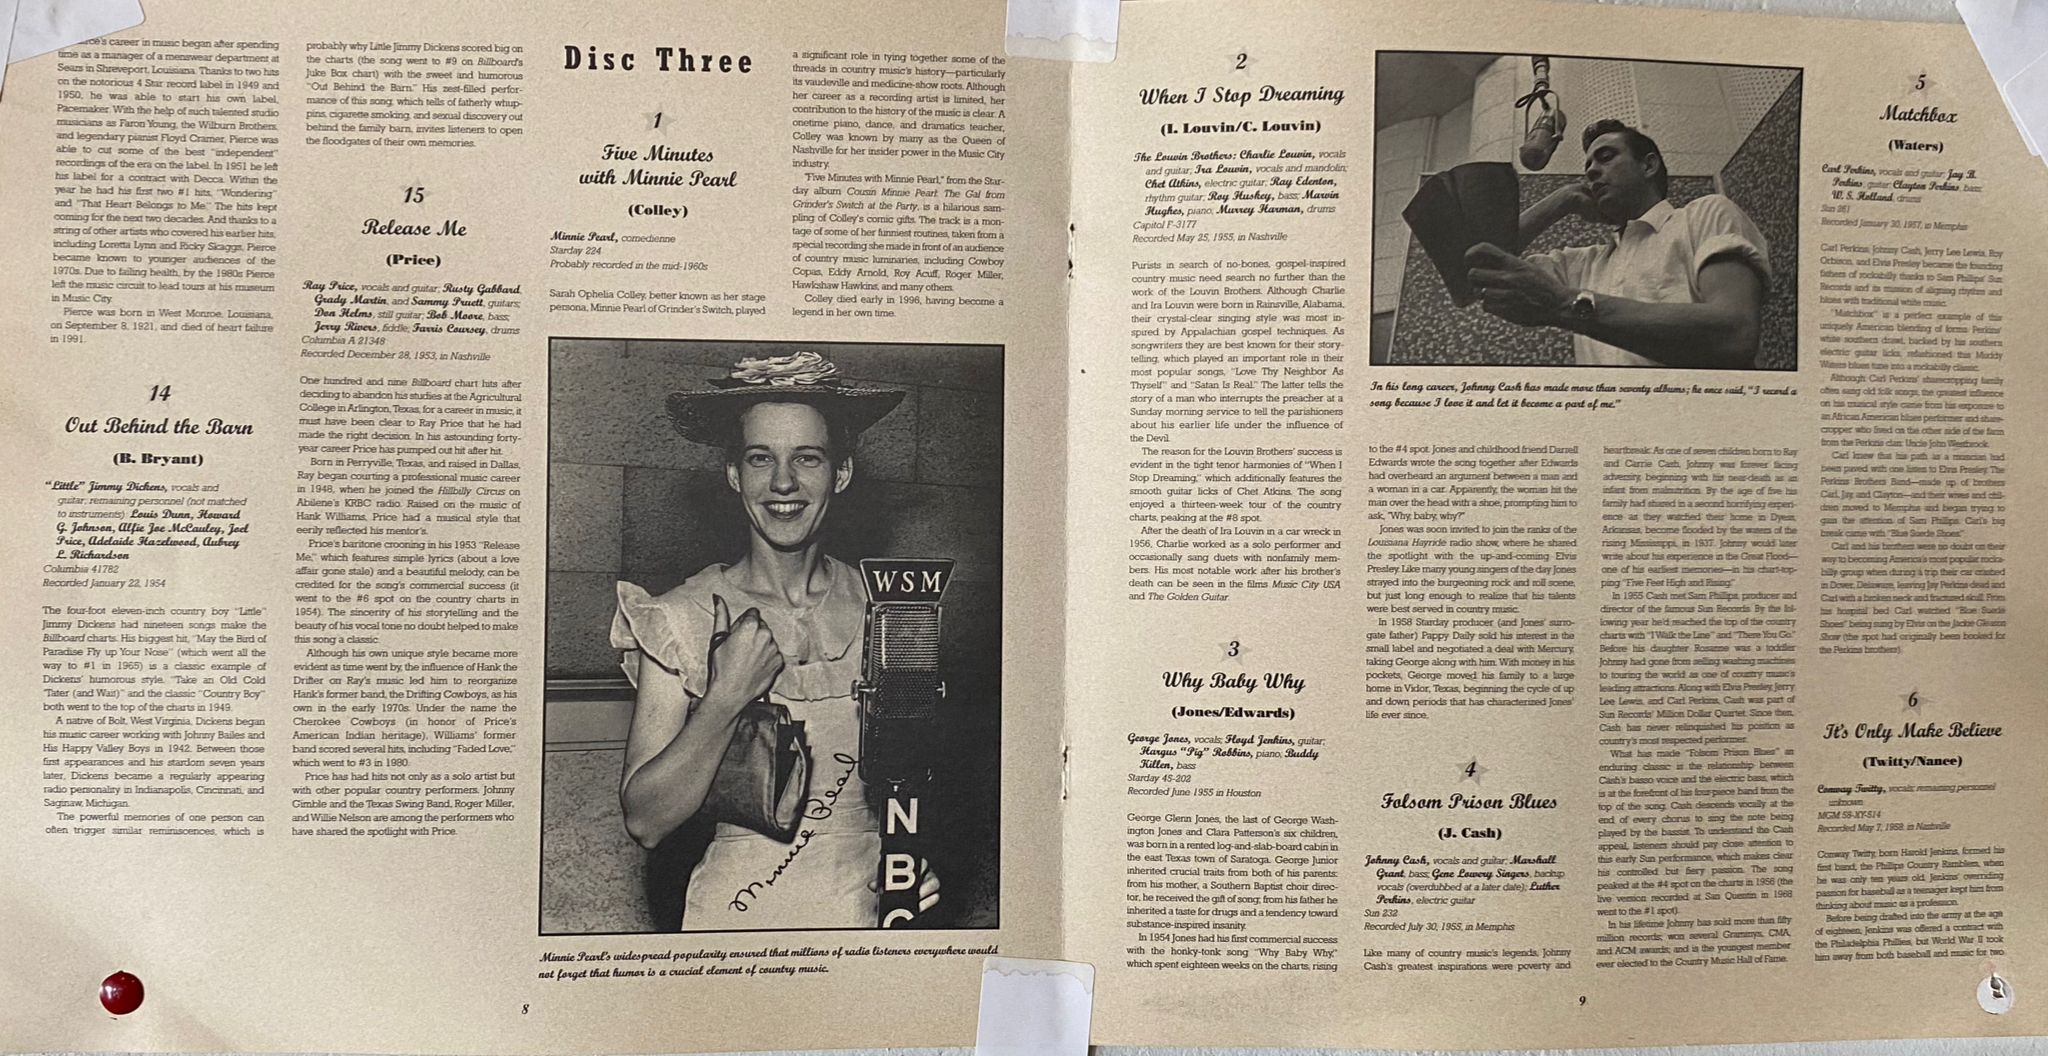 ce's career in music began after spending
time as a manager of a menswear department at
Sears in Shreveport, Louisiana. Thanks to two hits
on the notorious 4 Star record label in 1949 and
1950, he was able to start his own label,
Pacemaker. With the help of such talented studio
musicians as Faron Young, the Wilburn Brothers,
and legendary pianist Floyd Cramer, Pierce was
able to cut some of the best "independent"
recordings of the era on the label. In 1951 he left
his label for a contract with Decca. Within the
year he had his first two #1 hits, "Wondering"
and "That Heart Belongs to Me." The hits kept
coming for the next two decades. And thanks to a
string of other artists who covered his earlier hits,
including Loretta Lynn and Ricky Skaggs, Pierce
became known to younger audiences of the
1970s. Due to failing health, by the 1980s Pierce
left the music circuit to lead tours at his museum
in Music City.
Pierce was born in West Monroe, Louisiana,
on September 8, 1921, and died of heart failure
in 1991.
14
Out Behind the Barn
(B. Bryant)
"Little" Jimmy Dickens, vocals and
guitar; remaining personnel (not matched
to instruments) Louis Dunn, Howard
G. Johnson, Alfie Joe McCauley, Joel
Price, Adelaide Hazelwood, Aubrey
L. Richardson
Columbia 41782
Recorded January 22, 1954
The four-foot eleven-inch country boy "Little"
Jimmy Dickens had nineteen songs make the
Billboard charts. His biggest hit, "May the Bird of
Paradise Fly up Your Nose" (which went all the
way to #1 in 1965) is a classic example of
Dickens' humorous style. "Take an Old Cold
'Tater (and Wait)" and the classic "Country Boy"
both went to the top of the charts in 1949.
A native of Bolt, West Virginia, Dickens began
his music career working with Johnny Bailes and
His Happy Valley Boys in 1942. Between those
first appearances and his stardom seven years
later, Dickens became a regularly appearing
radio personality in Indianapolis, Cincinnati, and
Saginaw, Michigan.
The powerful memories of one person can
often trigger similar reminiscences, which is
probably why Little Jimmy Dickens scored big on
the charts (the song went to #9 on Billboard's
Juke Box chart) with the sweet and humorous
"Out Behind the Barn." His zest-filled perfor-
mance of this song, which tells of fatherly whup-
pins, cigarette smoking, and sexual discovery out
behind the family barn, invites listeners to open
the floodgates of their own memories.
15
Release Me
(Price)
Ray Price, vocals and guitar; Rusty Gabbard,
Grady Martin, and Sammy Pruett, guitars;
Don Helms, still guitar; Bob Moore, bass;
Jerry Rivers, fiddle; Farris Coursey, drums
Columbia A 21348
Recorded December 28, 1953, in Nashville
One hundred and nine Billboard chart hits after
deciding to abandon his studies at the Agricultural
College in Arlington, Texas, for a career in music, it
must have been clear to Ray Price that he had
made the right decision. In his astounding forty-
year career Price has pumped out hit after hit.
Born in Perryville, Texas, and raised in Dallas,
Ray began courting a professional music career
in 1948, when he joined the Hillbilly Circus on
Abilene's KRBC radio. Raised on the music of
Hank Williams, Price had a musical style that
eerily reflected his mentor's.
Price's baritone crooning in his 1953 "Release
Me," which features simple lyrics (about a love
affair gone stale) and a beautiful melody, can be
credited for the song's commercial success (it
went to the #6 spot on the country charts in
1954). The sincerity of his storytelling and the
beauty of his vocal tone no doubt helped to make
this song a classic.
Although his own unique style became more
evident as time went by, the influence of Hank the
Drifter on Ray's music led him to reorganize
Hank's former band, the Drifting Cowboys, as his
own in the early 1970s. Under the name the
Cherokee Cowboys (in honor of Price's
American Indian heritage), Williams' former
band scored several hits, including "Faded Love,"
which went to #3 in 1980.
Price has had hits not only as a solo artist but
with other popular country performers. Johnny
Gimble and the Texas Swing Band, Roger Miller,
and Willie Nelson are among the performers who
have shared the spotlight with Price.
Disc Three
1
Five Minutes
with Minnie Pearl
(Colley)
Minnie Pearl, comedienne
Starday 224
Probably recorded in the mid-1960s
Sarah Ophelia Colley, better known as her stage
persona, Minnie Pearl of Grinder's Switch, played
a significant role in tying together some of the
threads in country music's history—particularly
its vaudeville and medicine-show roots. Although
her career as a recording artist is limited, her
contribution to the history of the music is clear. A
onetime piano, dance, and dramatics teacher,
Colley was known by many as the Queen of
Nashville for her insider power in the Music City
industry.
"Five Minutes with Minnie Pearl," from the Star-
day album Cousin Minnie Pearl: The Gal from
Grinder's Switch at the Party, is a hilarious sam-
pling of Colley's comic gifts. The track is a mon-
tage of some of her funniest routines, taken from a
special recording she made in front of an audience
of country music luminaries, including Cowboy
Copas, Eddy Arnold, Roy Acuff, Roger Miller,
Hawkshaw Hawkins, and many others.
Colley died early in 1996, having become a
legend in her own time.
WSM
NBC
Minnie Pearl
Minnie Pearl's widespread popularity ensured that millions of radio listeners everywhere would
not forget that humor is a crucial element of country music.
8
2
When I Stop Dreaming
(I. Louvin/C. Louvin)
The Louvin Brothers: Charlie Louvin, vocals
and guitar; Ira Louvin, vocals and mandolin;
Chet Atkins, electric guitar; Ray Edenton,
rhythm guitar; Roy Huskey, bass; Marvin
Hughes, piano; Murrey Harman, drums
Capitol F-3177
Recorded May 25, 1955, in Nashville
Purists in search of no-bones, gospel-inspired
country music need search no further than the
work of the Louvin Brothers. Although Charlie
and Ira Louvin were born in Rainsville, Alabama,
their crystal-clear singing style was most in-
spired by Appalachian gospel techniques. As
songwriters they are best known for their story-
telling, which played an important role in their
most popular songs, "Love Thy Neighbor As
Thyself" and "Satan Is Real." The latter tells the
story of a man who interrupts the preacher at a
Sunday morning service to tell the parishioners
about his earlier life under the influence of
the Devil.
The reason for the Louvin Brothers' success is
evident in the tight tenor harmonies of "When I
Stop Dreaming," which additionally features the
smooth guitar licks of Chet Atkins. The song
enjoyed a thirteen-week tour of the country
charts, peaking at the #8 spot.
After the death of Ira Louvin in a car wreck in
1956, Charlie worked as a solo performer and
occasionally sang duets with nonfamily mem-
bers. His most notable work after his brother's
death can be seen in the films Music City USA
and The Golden Guitar.
3
Why Baby Why
(Jones/Edwards)
George Jones, vocals; Floyd Jenkins, guitar;
Hargus "Pig" Robbins, piano; Buddy
Killen, bass
Starday 45-202
Recorded June 1955 in Houston
George Glenn Jones, the last of George Wash-
ington Jones and Clara Patterson's six children,
was born in a rented log-and-slab-board cabin in
the east Texas town of Saratoga. George Junior
inherited crucial traits from both of his parents:
from his mother, a Southern Baptist choir direc-
tor, he received the gift of song; from his father he
inherited a taste for drugs and a tendency toward
substance-inspired insanity.
In 1954 Jones had his first commercial success
with the honky-tonk song "Why Baby Why,"
which spent eighteen weeks on the charts, rising
In his long career, Johnny Cash has made more than seventy albums; he once said, "I record a
song because I love it and let it become a part of me."
to the #4 spot. Jones and childhood friend Darrell
Edwards wrote the song together after Edwards
had overheard an argument between a man and
a woman in a car. Apparently, the woman hit the
man over the head with a shoe, prompting him to
ask, "Why, baby, why?"
Jones was soon invited to join the ranks of the
Louisiana Hayride radio show, where he shared
the spotlight with the up-and-coming Elvis
Presley. Like many young singers of the day Jones
strayed into the burgeoning rock and roll scene,
but just long enough to realize that his talents
were best served in country music.
In 1958 Starday producer (and Jones' surro-
gate father) Pappy Daily sold his interest in the
small label and negotiated a deal with Mercury,
taking George along with him. With money in his
pockets, George moved his family to a large
home in Vidor, Texas, beginning the cycle of up
and down periods that has characterized Jones'
life ever since.
4
Folsom Prison Blues
(J. Cash)
Johnny Cash, vocals and guitar; Marshall
Grant, bass; Gene Lowery Singers, backup
vocals (overdubbed at a later date); Luther
Perkins, electric guitar
Sun 232
Recorded July 30, 1955, in Memphis
Like many of country music's legends, Johnny
Cash's greatest inspirations were poverty and
heartbreak. As one of seven children born to Ray
and Carrie Cash, Johnny was forever facing
adversity, beginning with his near-death as an
infant from malnutrition. By the age of five his
family had shared in a second horrifying experi-
ence as they watched their home in Dyess,
Arkansas, become flooded by the waters of the
rising Mississippi, in 1937. Johnny would later
write about his experience in the Great Flood—
one of his earliest memories—in his chart-top-
ping "Five Feet High and Rising."
In 1955 Cash met Sam Phillips, producer and
director of the famous Sun Records. By the fol-
lowing year he'd reached the top of the country
charts with "I Walk the Line" and "There You Go."
Before his daughter Rosanne was a toddler
Johnny had gone from selling washing machines
to touring the world as one of country music's
leading attractions. Along with Elvis Presley, Jerry
Lee Lewis, and Carl Perkins, Cash was part of
Sun Records' Million Dollar Quartet. Since then,
Cash has never relinquished his position as
country's most respected performer.
What has made "Folsom Prison Blues" an
enduring classic is the relationship between
Cash's basso voice and the electric bass, which
is at the forefront of his four-piece band from the
top of the song. Cash descends vocally at the
end of every chorus to sing the note being
played by the bassist. To understand the Cash
appeal, listeners should pay close attention to
this early Sun performance, which makes clear
his controlled but fiery passion. The song
peaked at the #4 spot on the charts in 1956 (the
live version recorded at San Quentin in 1968
went to the #1 spot).
In his lifetime Johnny has sold more than fifty
million records; won several Grammys, CMA,
and ACM awards; and is the youngest member
ever elected to the Country Music Hall of Fame.
5
Matchbox
(Waters)
Carl Perkins, vocals and guitar; Jay B.
Perkins, guitar; Clayton Perkins, bass;
W. S. Holland, drums
Sun 261
Recorded January 30, 1957, in Memphis
Carl Perkins, Johnny Cash, Jerry Lee Lewis, Roy
Orbison, and Elvis Presley became the founding
fathers of rockabilly thanks to Sam Phillips' Sun
Records and its mission of aligning rhythm and
blues with traditional white music.
"Matchbox" is a perfect example of this
uniquely American blending of forms. Perkins'
white southern drawl, backed by his southern
electric guitar licks, refashioned this Muddy
Waters blues tune into a rockabilly classic.
Although Carl Perkins' sharecropping family
often sang old folk songs, the greatest influence
on his musical style came from his exposure to
an African American blues performer and share-
cropper who lived on the other side of the farm
from the Perkins clan: Uncle John Westbrook.
Carl knew that his path as a musician had
been paved with one listen to Elvis Presley. The
Perkins Brothers Band—made up of brothers
Carl, Jay, and Clayton—and their wives and chil-
dren moved to Memphis and began trying to
gain the attention of Sam Phillips. Carl's big
break came with "Blue Suede Shoes."
Carl and his brothers were no doubt on their
way to becoming America's most popular rocka-
billy group when during a trip their car crashed
in Dover, Delaware, leaving Jay Perkins dead and
Carl with a broken neck and fractured skull. From
his hospital bed Carl watched "Blue Suede
Shoes" being sung by Elvis on the Jackie Gleason
Show (the spot had originally been booked for
the Perkins brothers).
6
It's Only Make Believe
(Twitty/Nance)
Conway Twitty, vocals; remaining personnel
unknown
MGM 58-XY-514
Recorded May 7, 1958, in Nashville
Conway Twitty, born Harold Jenkins, formed his
first band, the Phillips Country Ramblers, when
he was only ten years old. Jenkins' overriding
passion for baseball as a teenager kept him from
thinking about music as a profession.
Before being drafted into the army at the age
of eighteen, Jenkins was offered a contract with
the Philadelphia Phillies, but World War II took
him away from both baseball and music for two
9